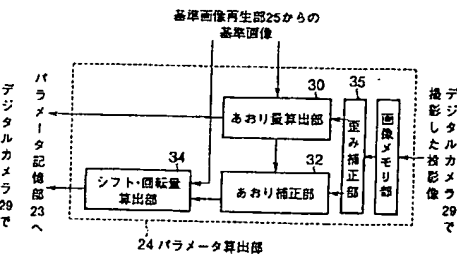 基準画像再生部25からの
基準画像
30
あおり量算出部
35
歪み補正部
画像メモリ部
デジタルカメラ29で
撮影した投影像
32
あおり補正部
34
シフト・回転量
算出部
パラメータ記憶部23へ
デジタルカメラ29で
24 パラメータ算出部